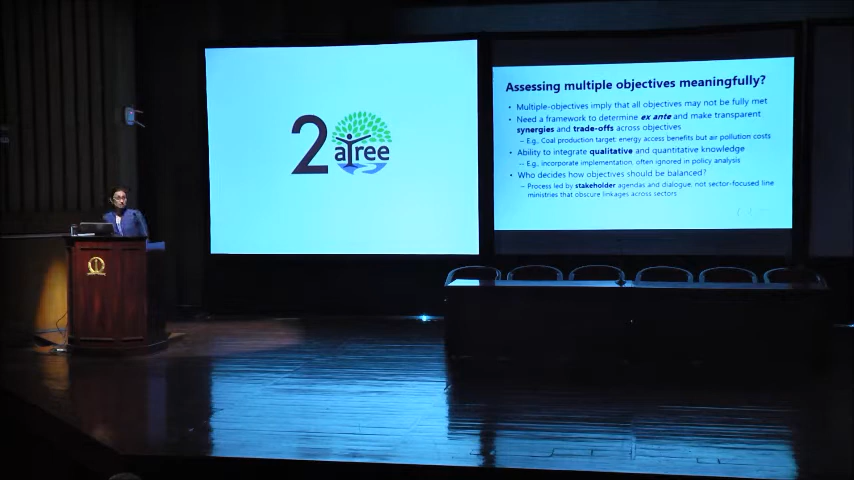 2
atree
Assessing multiple objectives meaningfully?
• Multiple-objectives imply that all objectives may not be fully met
• Need a framework to determine ex ante and make transparent
synergies and trade-offs across objectives
– E.g., Coal production target: energy access benefits but air pollution costs
• Ability to integrate qualitative and quantitative knowledge
– E.g., incorporate implementation, often ignored in policy analysis
• Who decides how objectives should be balanced?
– Process led by stakeholder agendas and dialogue, not sector-focused line
ministries that obscure linkages across sectors